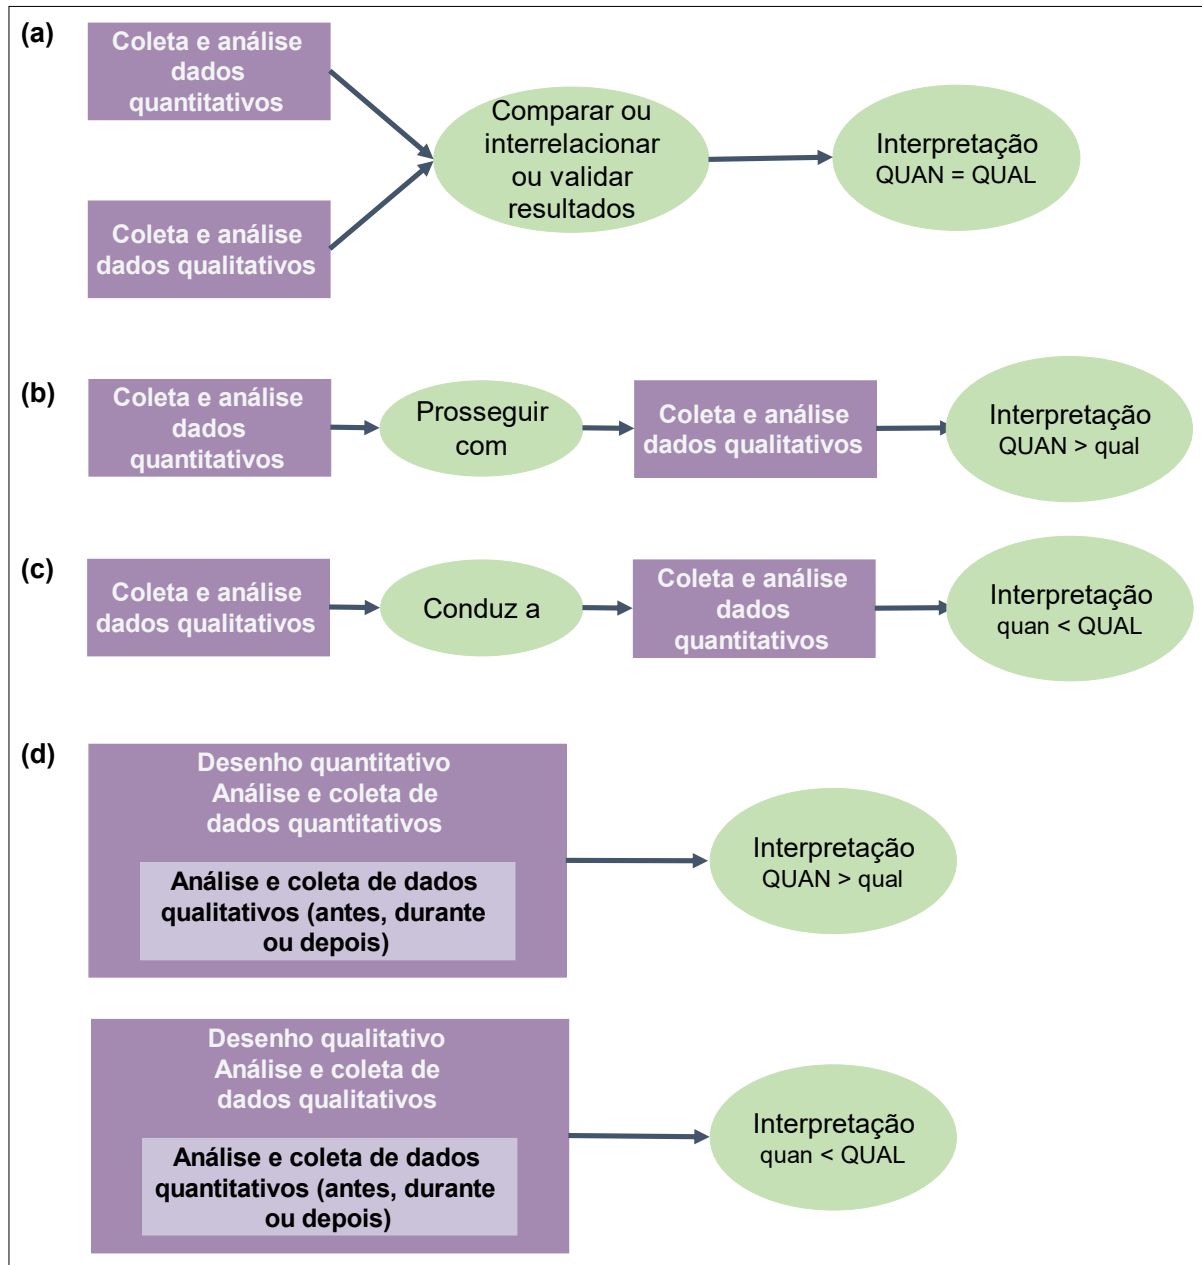 (a)
Coleta e análise
dados
quantitativos
Coleta e análise
dados qualitativos
Comparar ou
interrelacionar
ou validar
resultados
Interpretação
QUAN = QUAL
(b)
Coleta e análise
dados
quantitativos
Prosseguir
com
Coleta e análise
dados qualitativos
Interpretação
QUAN > qual
(c)
Coleta e análise
dados qualitativos
Conduz a
Coleta e análise
dados
quantitativos
Interpretação
quan < QUAL
(d)
Desenho quantitativo
Análise e coleta de
dados quantitativos
Análise e coleta de dados
qualitativos (antes, durante
ou depois)
Interpretação
QUAN > qual
Desenho qualitativo
Análise e coleta de
dados qualitativos
Análise e coleta de dados
quantitativos (antes, durante
ou depois)
Interpretação
quan < QUAL